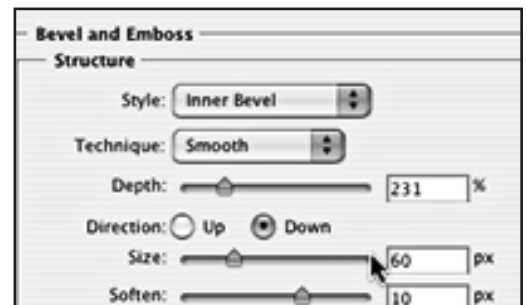 Bevel and Emboss
Structure
Style: Inner Bevel
Technique: Smooth
Depth: 231 %
Direction: Up Down
Size: 60 px
Soften: 10 px